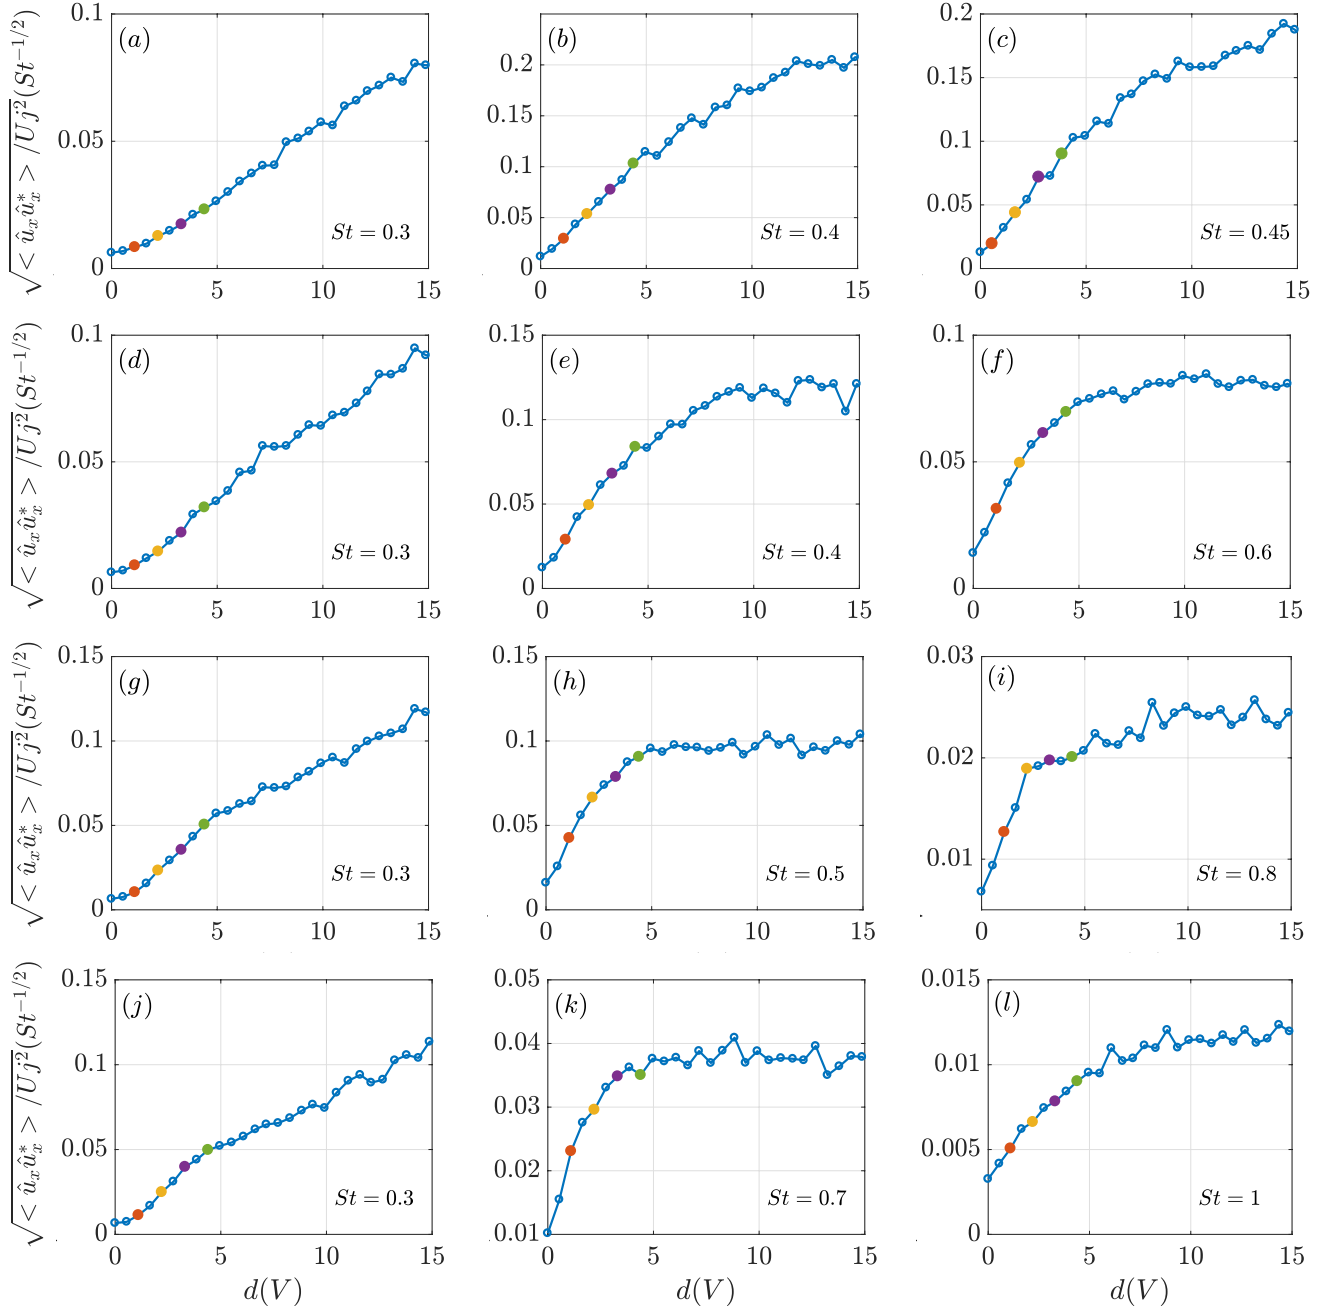 √< û_x û_x^* > /Uj²(St^{−1/2})
(a)
0.1
0.05
0
St = 0.3
0 5 10 15
(b)
0.2
0.15
0.1
0.05
0
St = 0.4
0 5 10 15
(c)
0.2
0.15
0.1
0.05
0
St = 0.45
0 5 10 15
√< û_x û_x^* > /Uj²(St^{−1/2})
(d)
0.1
0.05
0
St = 0.3
0 5 10 15
(e)
0.15
0.1
0.05
0
St = 0.4
0 5 10 15
(f)
0.1
0.05
0
St = 0.6
0 5 10 15
√< û_x û_x^* > /Uj²(St^{−1/2})
(g)
0.15
0.1
0.05
0
St = 0.3
0 5 10 15
(h)
0.15
0.1
0.05
0
St = 0.5
0 5 10 15
(i)
0.03
0.02
0.01
St = 0.8
0 5 10 15
√< û_x û_x^* > /Uj²(St^{−1/2})
(j)
0.15
0.1
0.05
0
St = 0.3
0 5 10 15
d(V)
(k)
0.05
0.04
0.03
0.02
0.01
St = 0.7
0 5 10 15
d(V)
(l)
0.015
0.01
0.005
0
St = 1
0 5 10 15
d(V)